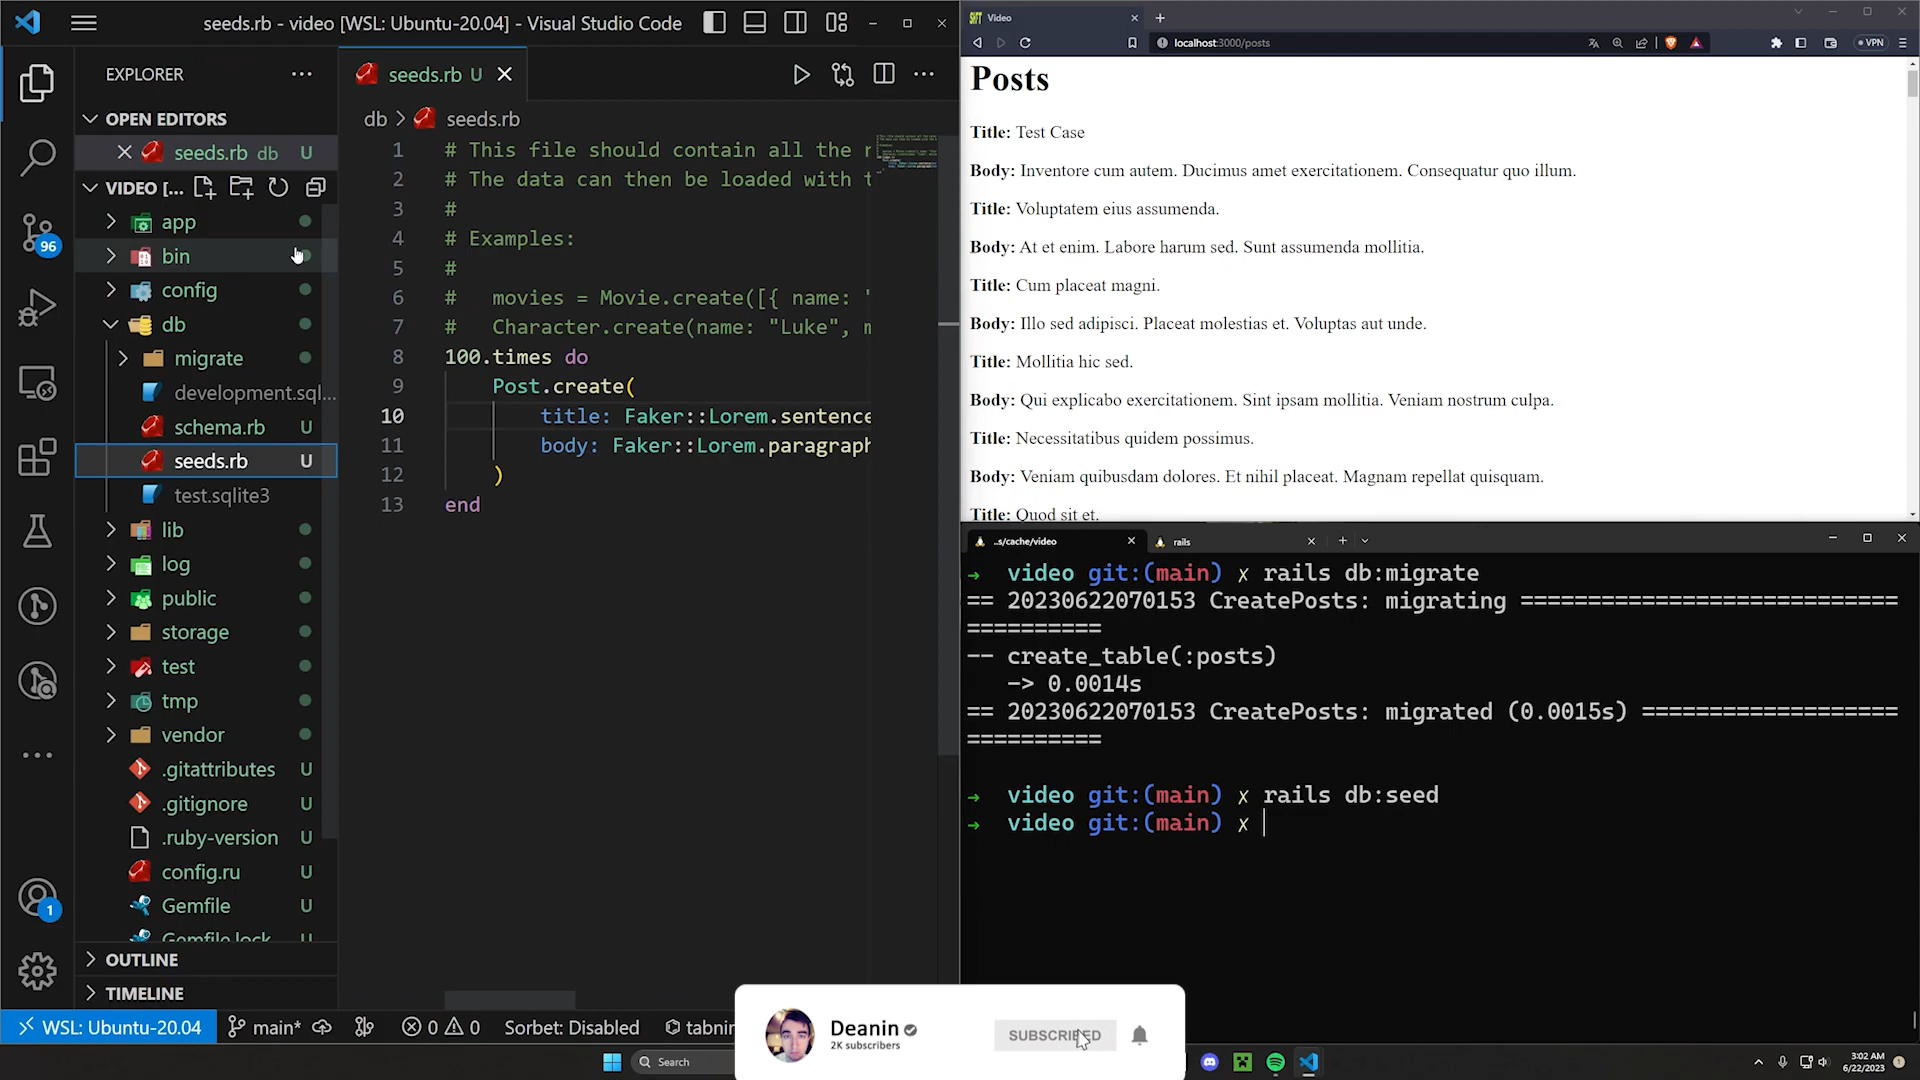 seeds.rb - video [WSL: Ubuntu-20.04] - Visual Studio Code
EXPLORER
OPEN EDITORS
seeds.rb db U
VIDEO [...
app
bin
config
db
migrate
development.sql...
schema.rb U
seeds.rb U
test.sqlite3
lib
log
public
storage
test
tmp
vendor
.gitattributes U
.gitignore U
.ruby-version U
config.ru U
Gemfile U
Gemfile.lock U
OUTLINE
TIMELINE
96
1
seeds.rb U
db > seeds.rb
1 # This file should contain all the r
2 # The data can then be loaded with t
3 #
4 # Examples:
5 #
6 #   movies = Movie.create([{ name: "
7 #   Character.create(name: "Luke", m
8 100.times do
9     Post.create(
10         title: Faker::Lorem.sentence
11         body: Faker::Lorem.paragraph
12     )
13 end
WSL: Ubuntu-20.04
main*
0
0
Sorbet: Disabled
tabnin
Video
localhost:3000/posts
VPN
Posts
Title: Test Case
Body: Inventore cum autem. Ducimus amet exercitationem. Consequatur quo illum.
Title: Voluptatem eius assumenda.
Body: At et enim. Labore harum sed. Sunt assumenda mollitia.
Title: Cum placeat magni.
Body: Illo sed adipisci. Placeat molestias et. Voluptas aut unde.
Title: Mollitia hic sed.
Body: Qui explicabo exercitationem. Sint ipsam mollitia. Veniam nostrum culpa.
Title: Necessitatibus quidem possimus.
Body: Veniam quibusdam dolores. Et nihil placeat. Magnam repellat quisquam.
Title: Quod sit et.
..s/cache/video
rails
→ video git:(main) ✗ rails db:migrate
== 20230622070153 CreatePosts: migrating ============================
==========
-- create_table(:posts)
   -> 0.0014s
== 20230622070153 CreatePosts: migrated (0.0015s) ===================
==========
→ video git:(main) ✗ rails db:seed
→ video git:(main) ✗
Deanin
2K subscribers
SUBSCRIBED
Search
3:02 AM
6/22/2023